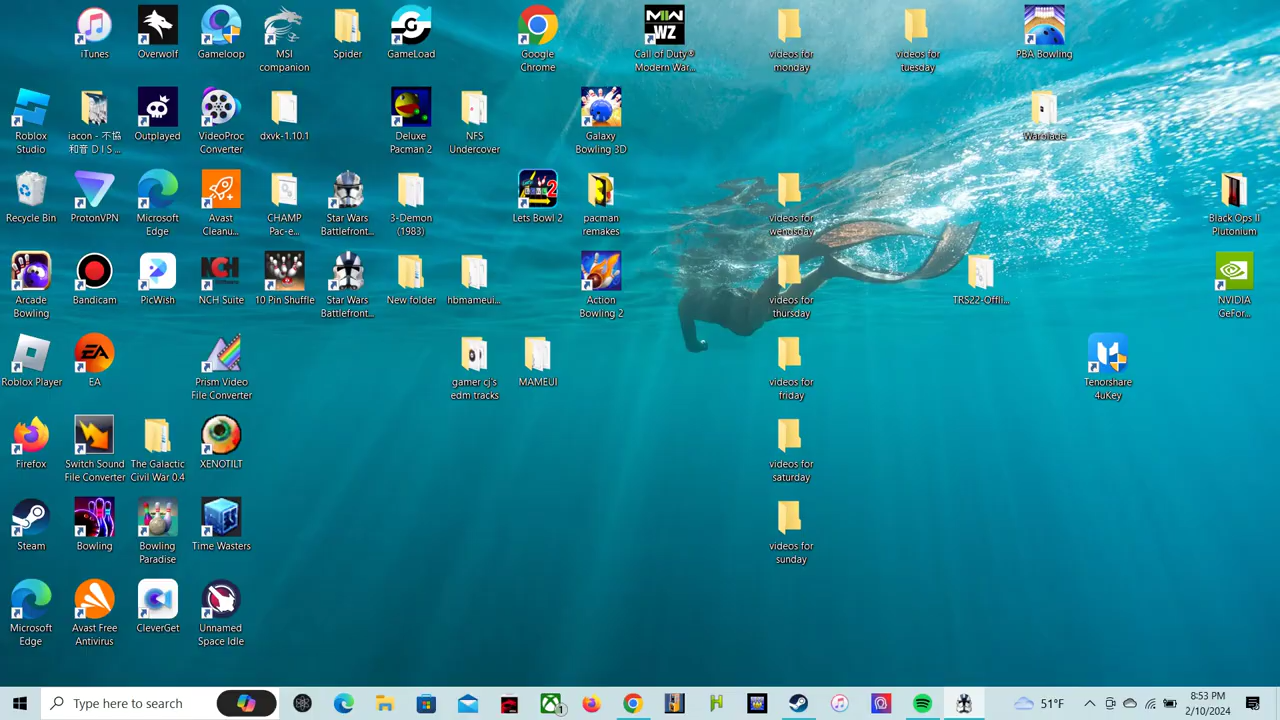 iTunes
Overwolf
Gameloop
MSI
companion
Spider
GameLoad
Google
Chrome
Call of Duty®
Modern War...
videos for
monday
videos for
tuesday
PBA Bowling
Roblox
Studio
iacon - 不協
和音 D I S ...
Outplayed
VideoProc
Converter
dxvk-1.10.1
Deluxe
Pacman 2
NFS
Undercover
Galaxy
Bowling 3D
Warblade
Recycle Bin
ProtonVPN
Microsoft
Edge
Avast
Cleanu...
CHAMP
Pac-e...
Star Wars
Battlefront...
3-Demon
(1983)
Lets Bowl 2
pacman
remakes
videos for
wendsday
Black Ops II
Plutonium
Arcade
Bowling
Bandicam
PicWish
NCH Suite
10 Pin Shuffle
Star Wars
Battlefront...
New folder
hbmameui...
Action
Bowling 2
videos for
thursday
TRS22-Offli...
NVIDIA
GeFor...
Roblox Player
EA
Prism Video
File Converter
gamer cj's
edm tracks
MAMEUI
videos for
friday
Tenorshare
4uKey
Firefox
Switch Sound
File Converter
The Galactic
Civil War 0.4
XENOTILT
videos for
saturday
Steam
Bowling
Bowling
Paradise
Time Wasters
videos for
sunday
Microsoft
Edge
Avast Free
Antivirus
CleverGet
Unnamed
Space Idle
Type here to search
51°F
8:53 PM
2/10/2024